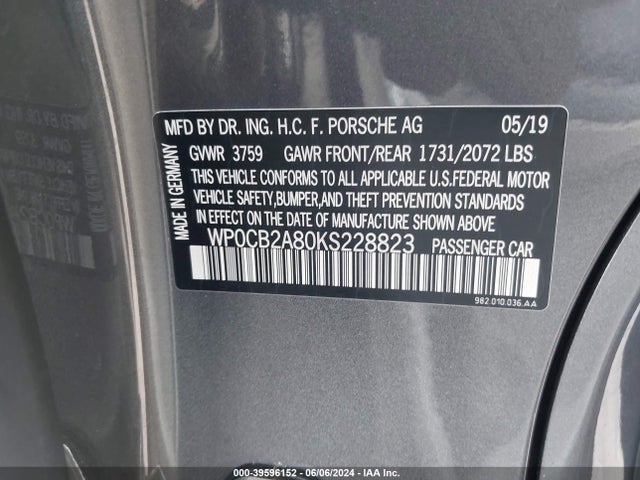 MFD BY DR. ING. H.C. F. PORSCHE AG 05/19
MADE IN GERMANY
GVWR 3759 GAWR FRONT/REAR 1731/2072 LBS
THIS VEHICLE CONFORMS TO ALL APPLICABLE U.S.FEDERAL MOTOR
VEHICLE SAFETY,BUMPER,AND THEFT PREVENTION STANDARDS
IN EFFECT ON THE DATE OF MANUFACTURE SHOWN ABOVE
WP0CB2A80KS228823 PASSENGER CAR
982.010.036.AA
000-39596152 / 06/06/2024 - IAA Inc.